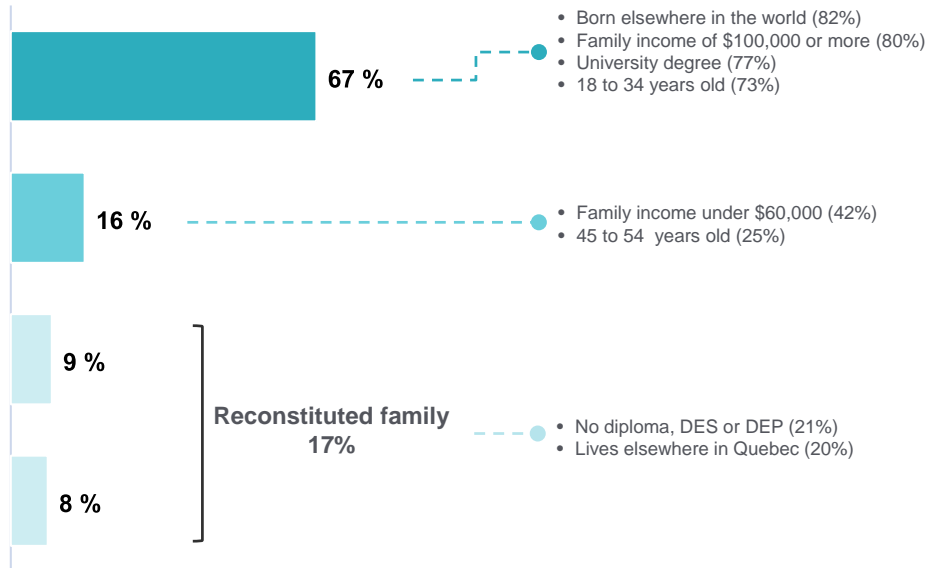 • Born elsewhere in the world (82%)
• Family income of $100,000 or more (80%)
• University degree (77%)
• 18 to 34 years old (73%)
67 %
16 %
• Family income under $60,000 (42%)
• 45 to 54 years old (25%)
9 %
Reconstituted family
17%
• No diploma, DES or DEP (21%)
• Lives elsewhere in Quebec (20%)
8 %